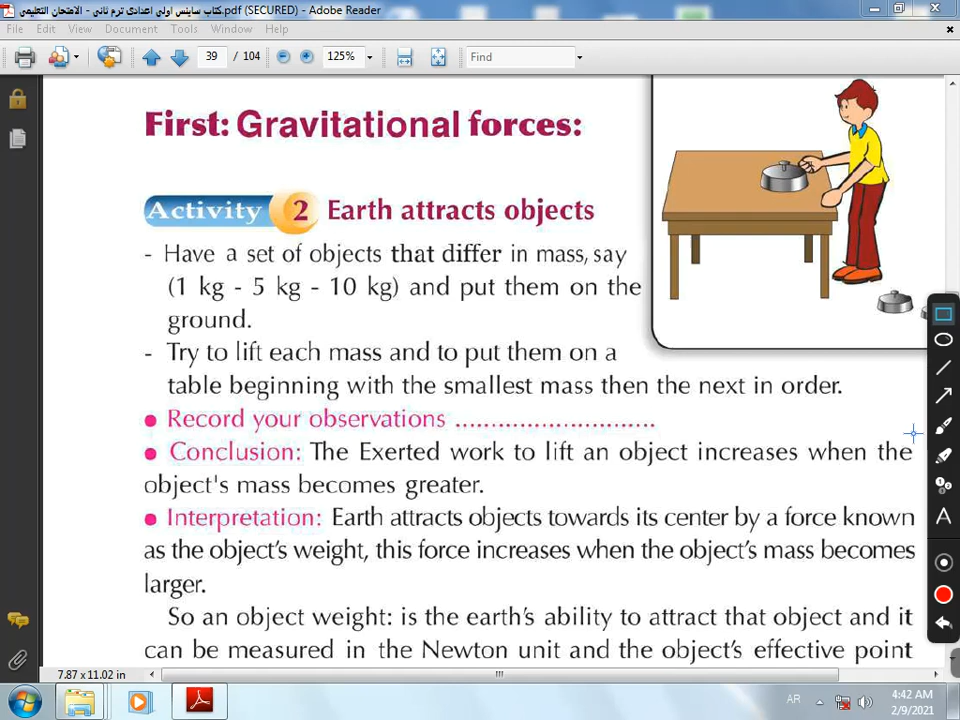 كتاب ساينس اولي اعدادي ترم ثاني - الامتحان التعليمي.pdf (SECURED) - Adobe Reader
File Edit View Document Tools Window Help
39 / 104 125% Find
First: Gravitational forces:
Activity 2 Earth attracts objects
- Have a set of objects that differ in mass, say
(1 kg - 5 kg - 10 kg) and put them on the
ground.
- Try to lift each mass and to put them on a
table beginning with the smallest mass then the next in order.
• Record your observations ............................
• Conclusion: The Exerted work to lift an object increases when the
object's mass becomes greater.
• Interpretation: Earth attracts objects towards its center by a force known
as the object's weight, this force increases when the object's mass becomes
larger.
So an object weight: is the earth's ability to attract that object and it
can be measured in the Newton unit and the object's effective point
7.87 x 11.02 in
AR
4:42 AM
2/9/2021